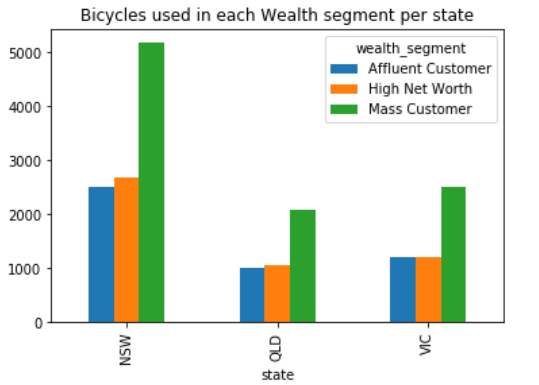 Bicycles used in each Wealth segment per state
wealth_segment
Affluent Customer
High Net Worth
Mass Customer
5000
4000
3000
2000
1000
0
NSW
QLD
VIC
state